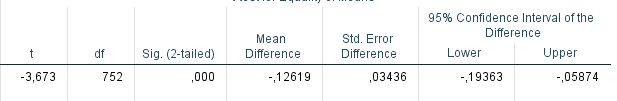 95% Confidence Interval of the
Difference
t df Sig. (2-tailed) Mean Difference Std. Error Difference Lower Upper
-3,673 752 ,000 -,12619 ,03436 -,19363 -,05874